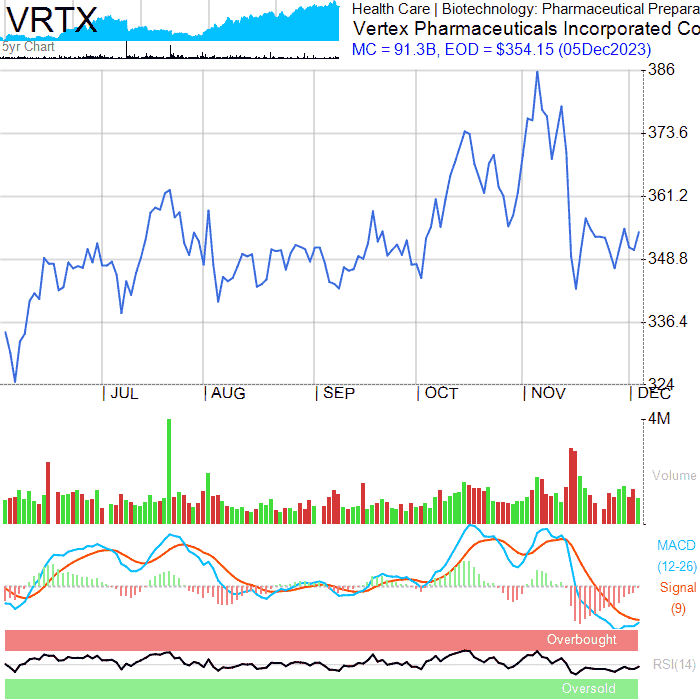 VRTX
5yr Chart
Health Care | Biotechnology: Pharmaceutical Prepara
Vertex Pharmaceuticals Incorporated Co
MC = 91.3B, EOD = $354.15 (05Dec2023)
386
373.6
361.2
348.8
336.4
324
| JUL | AUG | SEP | OCT | NOV | DEC
4M
Volume
MACD
(12-26)
Signal
(9)
Overbought
RSI(14)
Oversold